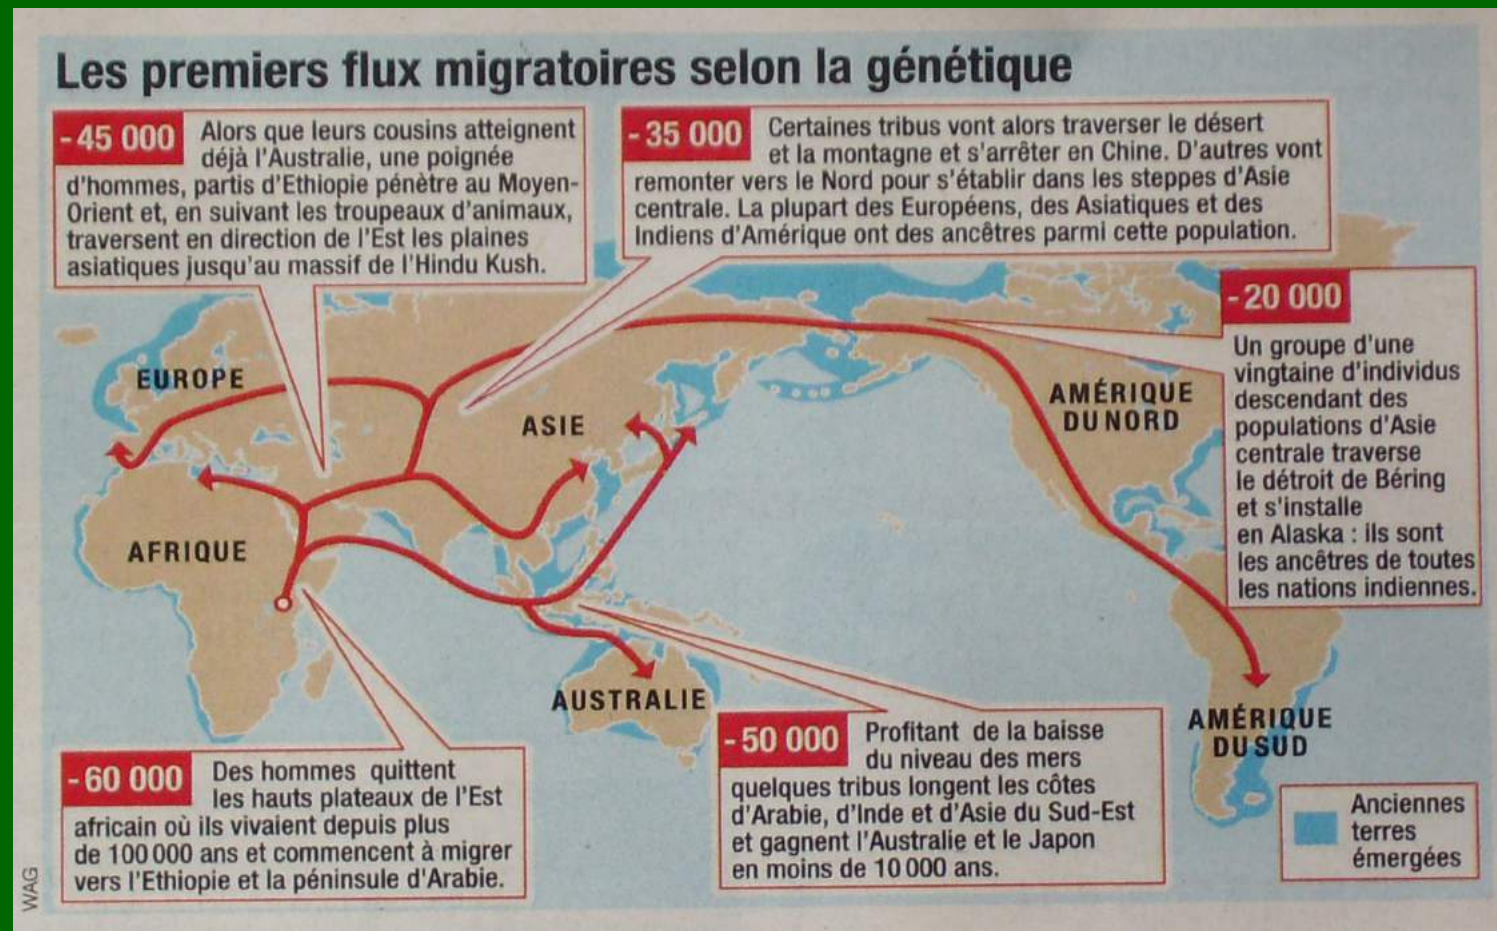 Les premiers flux migratoires selon la génétique
- 45 000 Alors que leurs cousins atteignent
déjà l'Australie, une poignée
d'hommes, partis d'Ethiopie pénètre au Moyen-
Orient et, en suivant les troupeaux d'animaux,
traversent en direction de l'Est les plaines
asiatiques jusqu'au massif de l'Hindu Kush.
- 35 000 Certaines tribus vont alors traverser le désert
et la montagne et s'arrêter en Chine. D'autres vont
remonter vers le Nord pour s'établir dans les steppes d'Asie
centrale. La plupart des Européens, des Asiatiques et des
Indiens d'Amérique ont des ancêtres parmi cette population.
- 20 000
Un groupe d'une
vingtaine d'individus
descendant des
populations d'Asie
centrale traverse
le détroit de Béring
et s'installe
en Alaska : ils sont
les ancêtres de toutes
les nations indiennes.
EUROPE
ASIE
AMÉRIQUE
DU NORD
AFRIQUE
AUSTRALIE
AMÉRIQUE
DU SUD
- 60 000 Des hommes quittent
les hauts plateaux de l'Est
africain où ils vivaient depuis plus
de 100 000 ans et commencent à migrer
vers l'Ethiopie et la péninsule d'Arabie.
- 50 000 Profitant de la baisse
du niveau des mers
quelques tribus longent les côtes
d'Arabie, d'Inde et d'Asie du Sud-Est
et gagnent l'Australie et le Japon
en moins de 10 000 ans.
Anciennes
terres
émergées
WAG